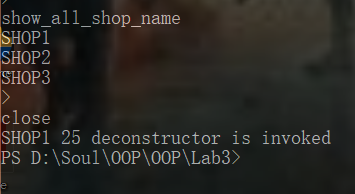 show_all_shop_name
SHOP1
SHOP2
SHOP3
>
close
SHOP1 25 deconstructor is invoked
PS D:\Soul\OOP\OOP\Lab3>